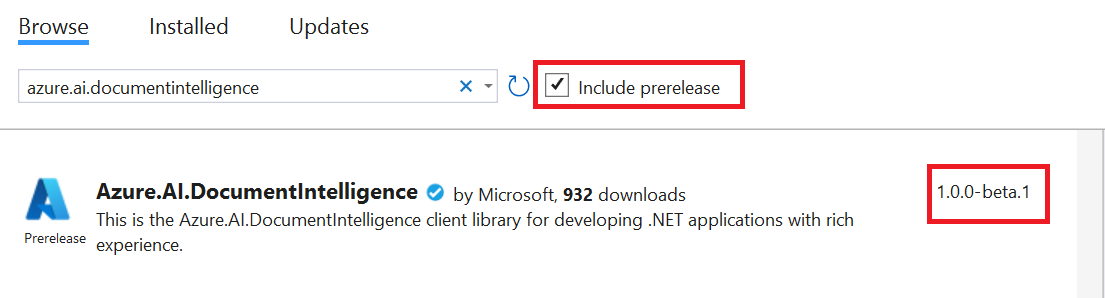 Browse Installed Updates
azure.ai.documentintelligence Include prerelease
Azure.AI.DocumentIntelligence by Microsoft, 932 downloads 1.0.0-beta.1
This is the Azure.AI.DocumentIntelligence client library for developing .NET applications with rich
Prerelease experience.